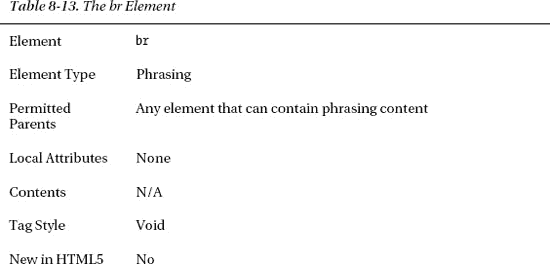 Table 8-13. The br Element
Element br
Element Type Phrasing
Permitted Any element that can contain phrasing content
Parents
Local Attributes None
Contents N/A
Tag Style Void
New in HTML5 No